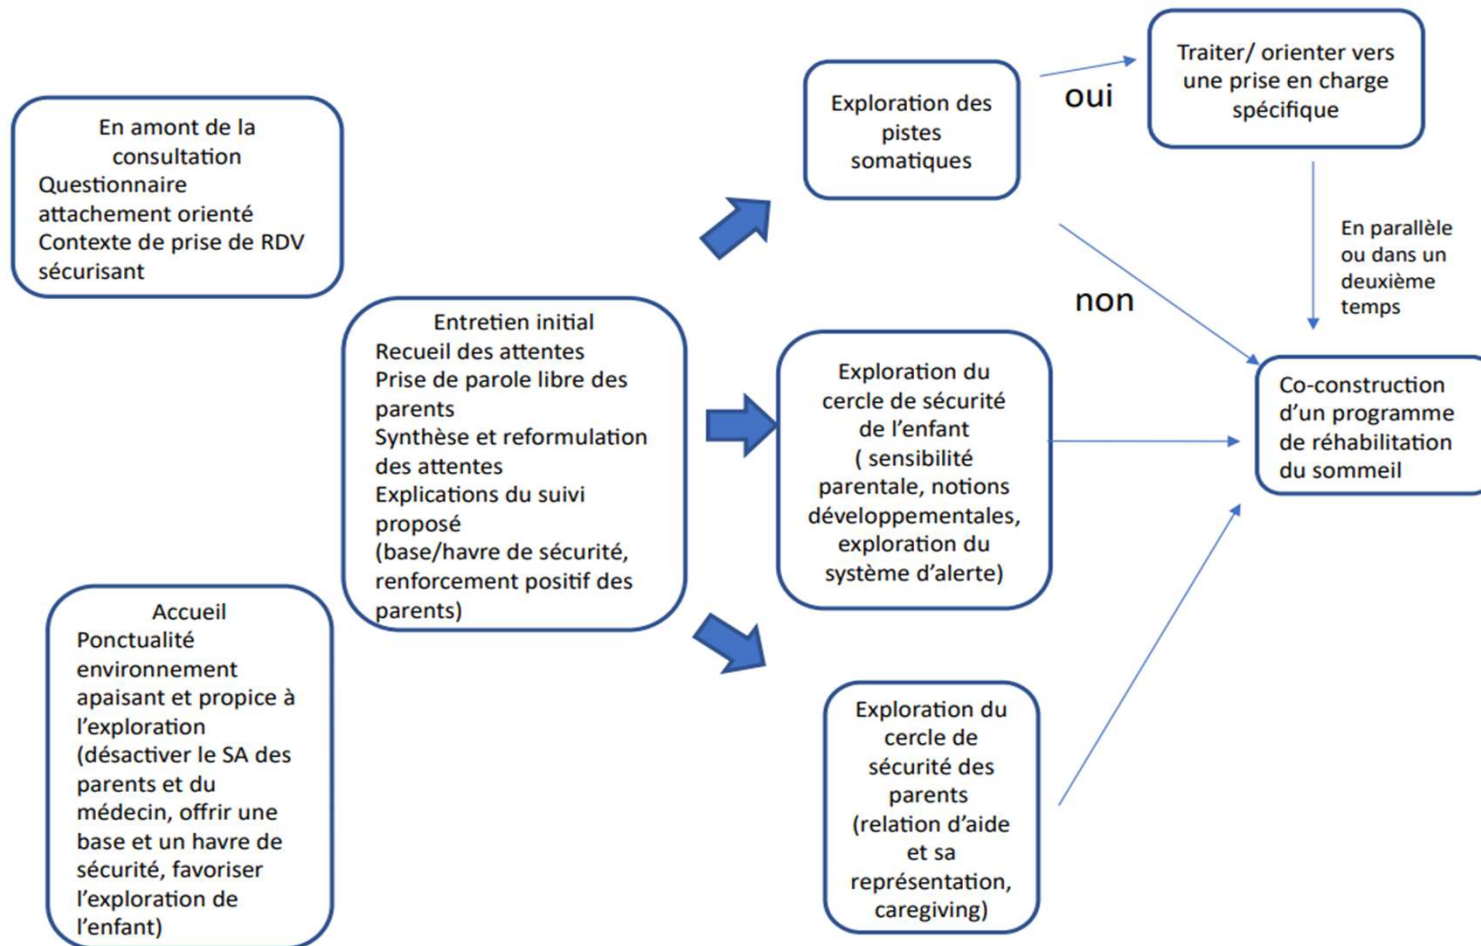 En amont de la
consultation
Questionnaire
attachement orienté
Contexte de prise de RDV
sécurisant
Accueil
Ponctualité
environnement
apaisant et propice à
l’exploration
(désactiver le SA des
parents et du
médecin, offrir une
base et un havre de
sécurité, favoriser
l’exploration de
l’enfant)
Entretien initial
Recueil des attentes
Prise de parole libre des
parents
Synthèse et reformulation
des attentes
Explications du suivi
proposé
(base/havre de sécurité,
renforcement positif des
parents)
Exploration des
pistes
somatiques
oui
non
Traiter/ orienter vers
une prise en charge
spécifique
En parallèle
ou dans un
deuxième
temps
Exploration du
cercle de sécurité
de l’enfant
( sensibilité
parentale, notions
développementales,
exploration du
système d’alerte)
Exploration du
cercle de
sécurité des
parents
(relation d’aide
et sa
représentation,
caregiving)
Co-construction
d’un programme
de réhabilitation
du sommeil